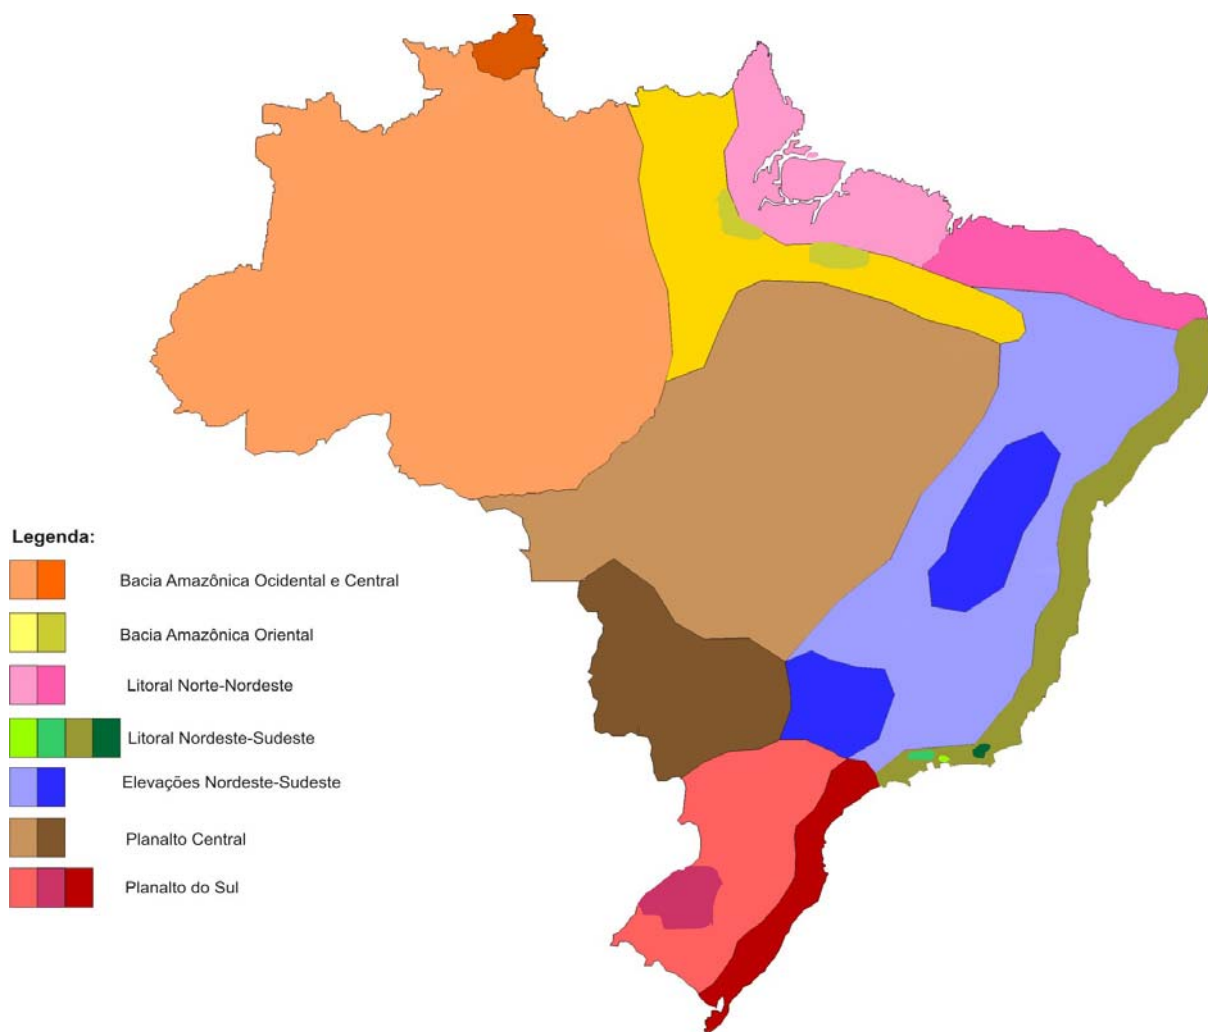 Legenda:
Bacia Amazônica Ocidental e Central
Bacia Amazônica Oriental
Litoral Norte-Nordeste
Litoral Nordeste-Sudeste
Elevações Nordeste-Sudeste
Planalto Central
Planalto do Sul